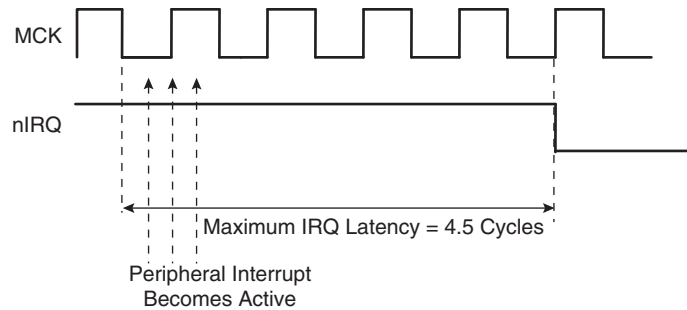 MCK
nIRQ
Maximum IRQ Latency = 4.5 Cycles
Peripheral Interrupt
Becomes Active